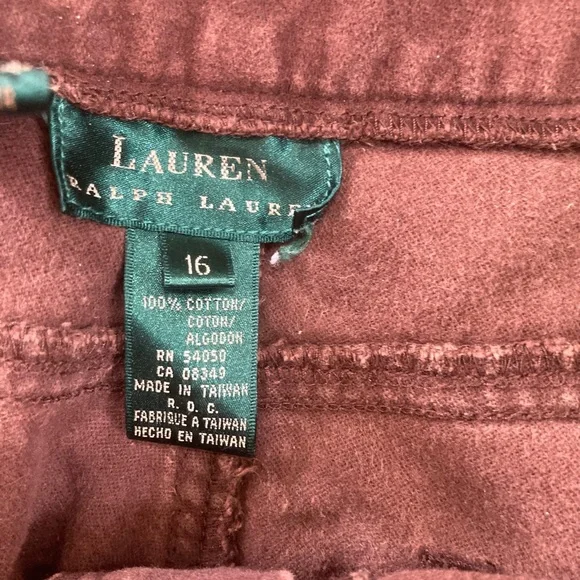 LAUREN
RALPH LAURE
16
100% COTTON/
COTON/
ALGODON
RN 54050
CA 08349
MADE IN TAIWAN
R. O. C.
FABRIQUE A TAIWAN
HECHO EN TAIWAN